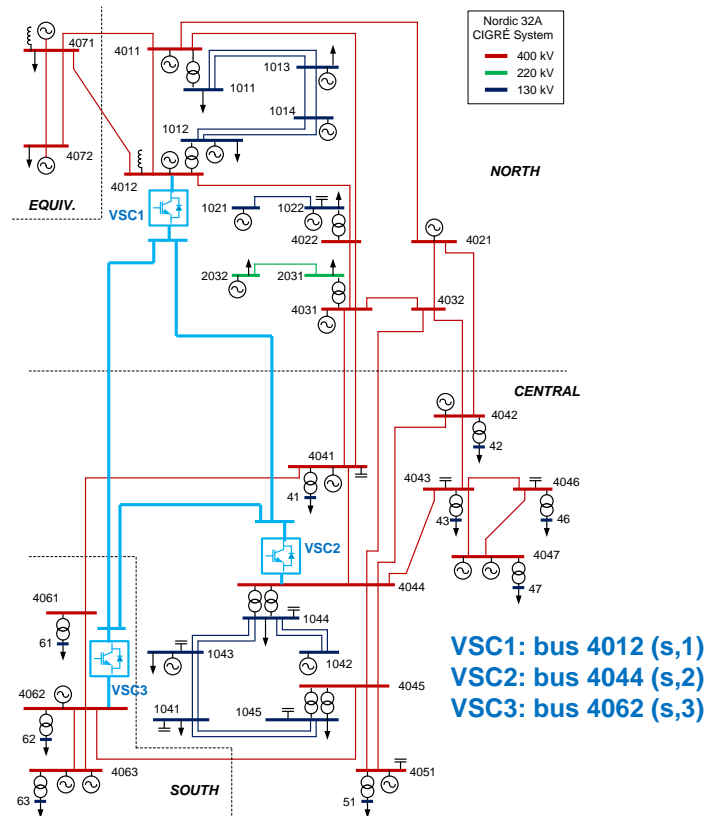 Nordic 32A
CIGRÉ System
400 kV
220 kV
130 kV
4071
4011
1013
1011
1014
1012
4072
4012
NORTH
EQUIV.
VSC1
1021
1022
4022
4021
2032
2031
4031
4032
CENTRAL
4042
42
4041
4043
4046
41
43
46
4047
VSC2
47
4044
4061
1044
61
1043
1042
VSC3
4062
4045
62
1041
1045
VSC1: bus 4012 (s,1)
VSC2: bus 4044 (s,2)
VSC3: bus 4062 (s,3)
4063
4051
63
SOUTH
51